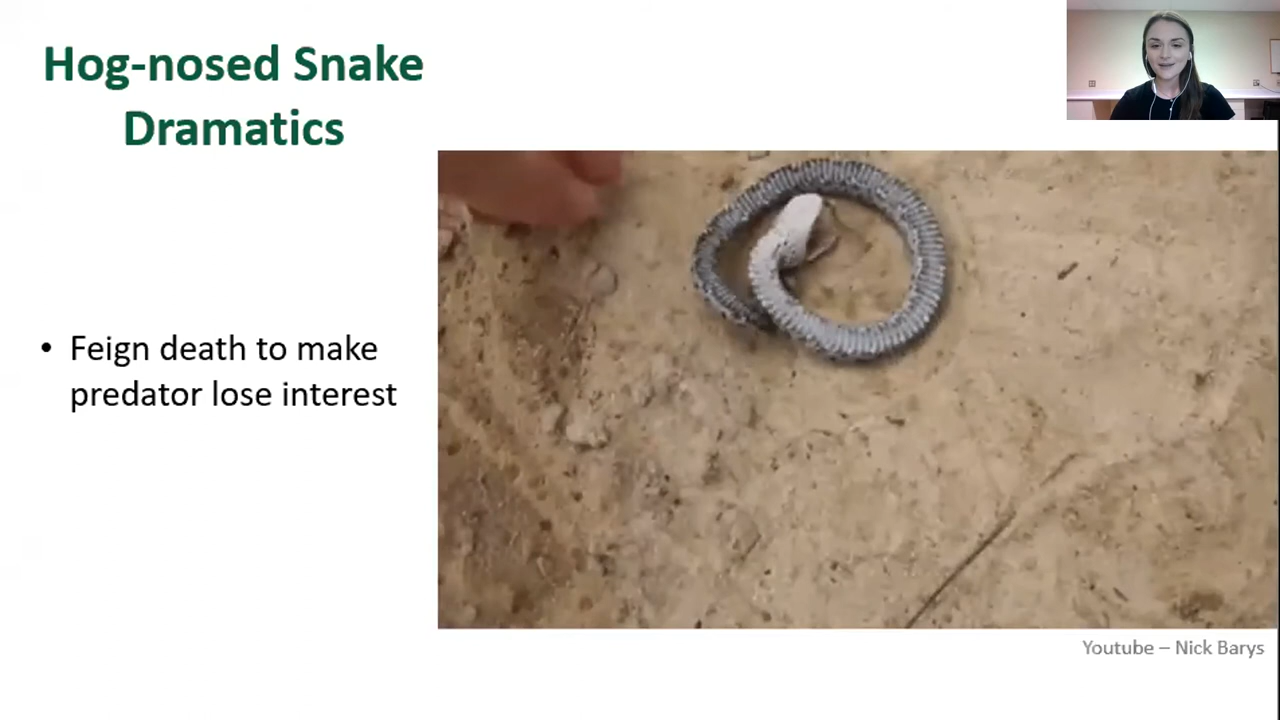 Hog-nosed Snake
Dramatics
• Feign death to make
predator lose interest
Youtube – Nick Barys